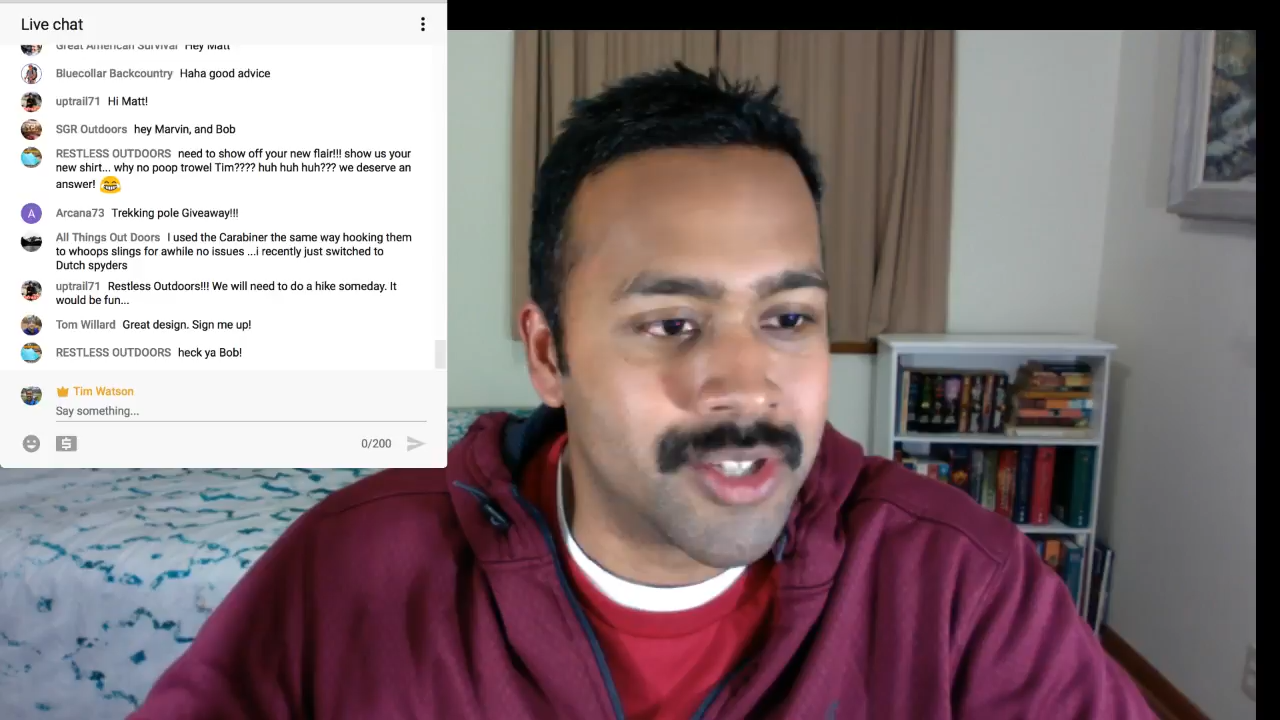 Live chat
Great American Survival Hey Matt
Bluecollar Backcountry Haha good advice
uptrail71 Hi Matt!
SGR Outdoors hey Marvin, and Bob
RESTLESS OUTDOORS need to show off your new flair!!! show us your
new shirt... why no poop trowel Tim???? huh huh huh??? we deserve an
answer! 😂
A Arcana73 Trekking pole Giveaway!!!
All Things Out Doors I used the Carabiner the same way hooking them
to whoops slings for awhile no issues ...i recently just switched to
Dutch spyders
uptrail71 Restless Outdoors!!! We will need to do a hike someday. It
would be fun...
Tom Willard Great design. Sign me up!
RESTLESS OUTDOORS heck ya Bob!
Tim Watson
Say something...
0/200